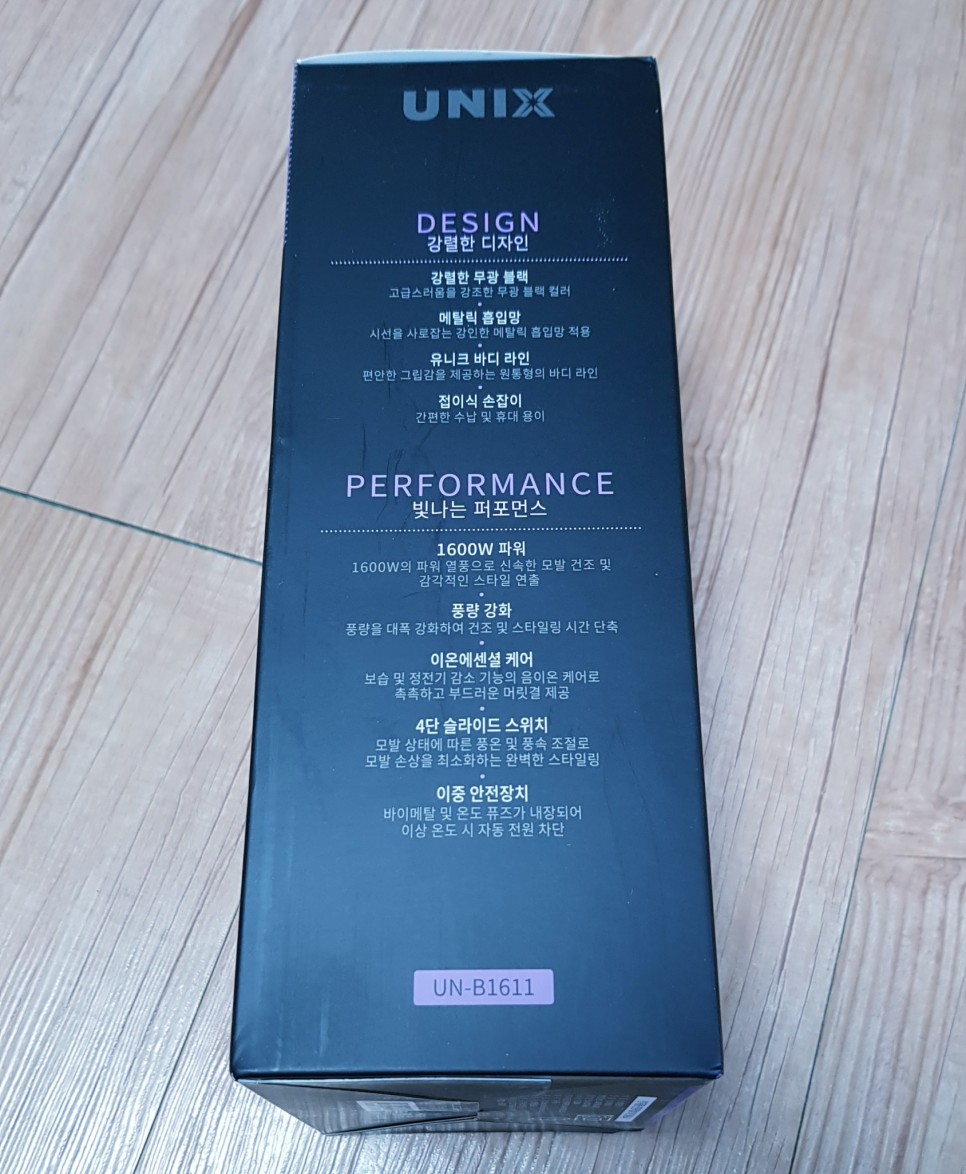 UNIX
DESIGN
강렬한 디자인
강렬한 무광 블랙
고급스러움을 강조한 무광 블랙 컬러
메탈릭 흡입망
시선을 사로잡는 강인한 메탈릭 흡입망 적용
유니크 바디 라인
편안한 그립감을 제공하는 원통형의 바디 라인
접이식 손잡이
간편한 수납 및 휴대 용이
PERFORMANCE
빛나는 퍼포먼스
1600W 파워
1600W의 파워 열풍으로 신속한 모발 건조 및
감각적인 스타일 연출
풍량 강화
풍량을 대폭 강화하여 건조 및 스타일링 시간 단축
이온에센셜 케어
보습 및 정전기 감소 기능의 음이온 케어로
촉촉하고 부드러운 머릿결 제공
4단 슬라이드 스위치
모발 상태에 따른 풍온 및 풍속 조절로
모발 손상을 최소화하는 완벽한 스타일링
이중 안전장치
바이메탈 및 온도 퓨즈가 내장되어
이상 온도 시 자동 전원 차단
UN-B1611